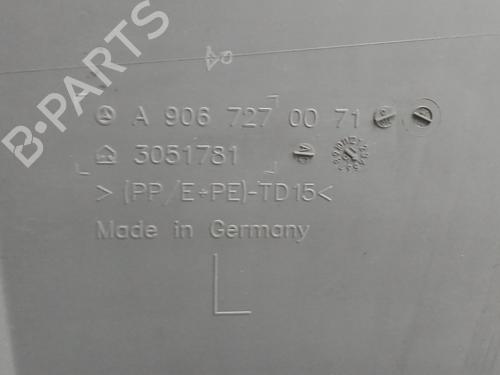 B-PARTS
A 906 727 00 71
3051781
>(PP/E+PE)-TD15<
Made in Germany
L